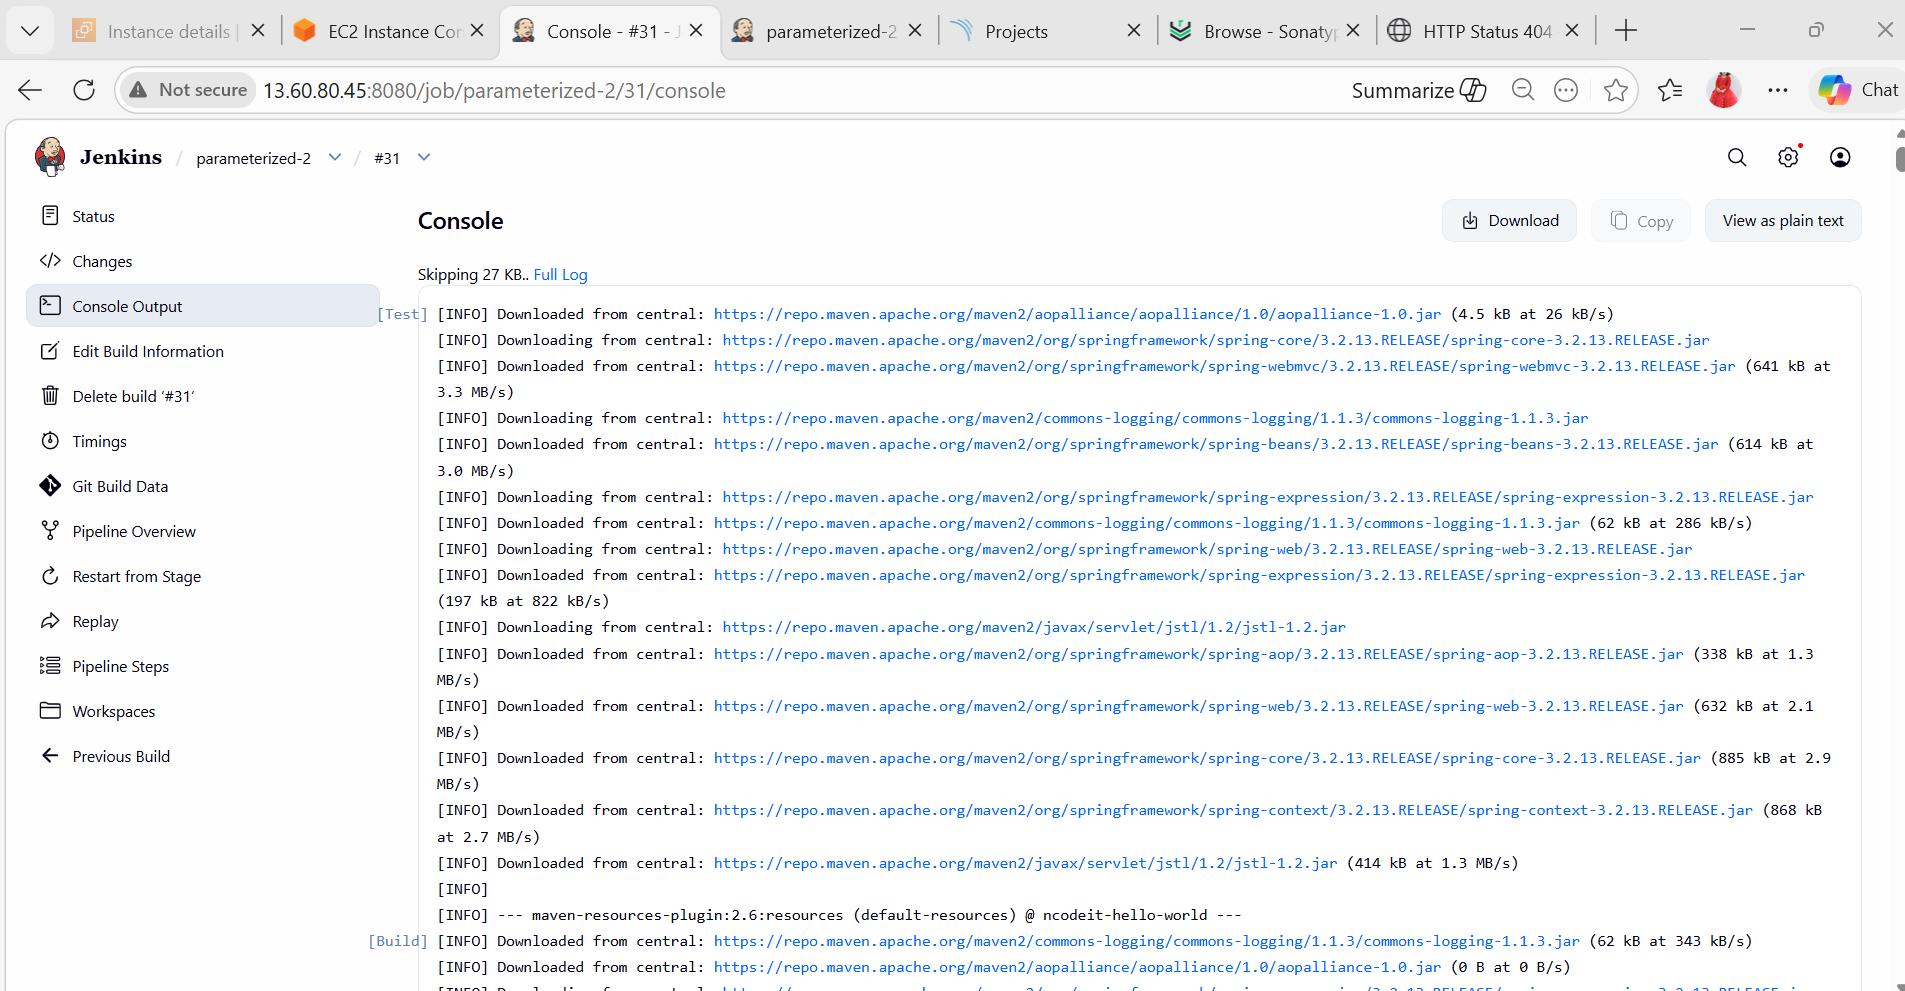 Instance details
EC2 Instance Con
Console - #31 - J
parameterized-2
Projects
Browse - Sonatyp
HTTP Status 404
Not secure
13.60.80.45:8080/job/parameterized-2/31/console
Summarize
Chat
Jenkins / parameterized-2 / #31
Status
Changes
Console Output
Edit Build Information
Delete build ‘#31’
Timings
Git Build Data
Pipeline Overview
Restart from Stage
Replay
Pipeline Steps
Workspaces
Previous Build
Console
Download
Copy
View as plain text
Skipping 27 KB.. Full Log
[Test] [INFO] Downloaded from central: https://repo.maven.apache.org/maven2/aopalliance/aopalliance/1.0/aopalliance-1.0.jar (4.5 kB at 26 kB/s)
[INFO] Downloading from central: https://repo.maven.apache.org/maven2/org/springframework/spring-core/3.2.13.RELEASE/spring-core-3.2.13.RELEASE.jar
[INFO] Downloaded from central: https://repo.maven.apache.org/maven2/org/springframework/spring-webmvc/3.2.13.RELEASE/spring-webmvc-3.2.13.RELEASE.jar (641 kB at
3.3 MB/s)
[INFO] Downloading from central: https://repo.maven.apache.org/maven2/commons-logging/commons-logging/1.1.3/commons-logging-1.1.3.jar
[INFO] Downloaded from central: https://repo.maven.apache.org/maven2/org/springframework/spring-beans/3.2.13.RELEASE/spring-beans-3.2.13.RELEASE.jar (614 kB at
3.0 MB/s)
[INFO] Downloading from central: https://repo.maven.apache.org/maven2/org/springframework/spring-expression/3.2.13.RELEASE/spring-expression-3.2.13.RELEASE.jar
[INFO] Downloaded from central: https://repo.maven.apache.org/maven2/commons-logging/commons-logging/1.1.3/commons-logging-1.1.3.jar (62 kB at 286 kB/s)
[INFO] Downloading from central: https://repo.maven.apache.org/maven2/org/springframework/spring-web/3.2.13.RELEASE/spring-web-3.2.13.RELEASE.jar
[INFO] Downloaded from central: https://repo.maven.apache.org/maven2/org/springframework/spring-expression/3.2.13.RELEASE/spring-expression-3.2.13.RELEASE.jar
(197 kB at 822 kB/s)
[INFO] Downloading from central: https://repo.maven.apache.org/maven2/javax/servlet/jstl/1.2/jstl-1.2.jar
[INFO] Downloaded from central: https://repo.maven.apache.org/maven2/org/springframework/spring-aop/3.2.13.RELEASE/spring-aop-3.2.13.RELEASE.jar (338 kB at 1.3
MB/s)
[INFO] Downloaded from central: https://repo.maven.apache.org/maven2/org/springframework/spring-web/3.2.13.RELEASE/spring-web-3.2.13.RELEASE.jar (632 kB at 2.1
MB/s)
[INFO] Downloaded from central: https://repo.maven.apache.org/maven2/org/springframework/spring-core/3.2.13.RELEASE/spring-core-3.2.13.RELEASE.jar (885 kB at 2.9
MB/s)
[INFO] Downloaded from central: https://repo.maven.apache.org/maven2/org/springframework/spring-context/3.2.13.RELEASE/spring-context-3.2.13.RELEASE.jar (868 kB
at 2.7 MB/s)
[INFO] Downloaded from central: https://repo.maven.apache.org/maven2/javax/servlet/jstl/1.2/jstl-1.2.jar (414 kB at 1.3 MB/s)
[INFO]
[INFO] --- maven-resources-plugin:2.6:resources (default-resources) @ ncodeit-hello-world ---
[Build] [INFO] Downloaded from central: https://repo.maven.apache.org/maven2/commons-logging/commons-logging/1.1.3/commons-logging-1.1.3.jar (62 kB at 343 kB/s)
[INFO] Downloaded from central: https://repo.maven.apache.org/maven2/aopalliance/aopalliance/1.0/aopalliance-1.0.jar (0 B at 0 B/s)